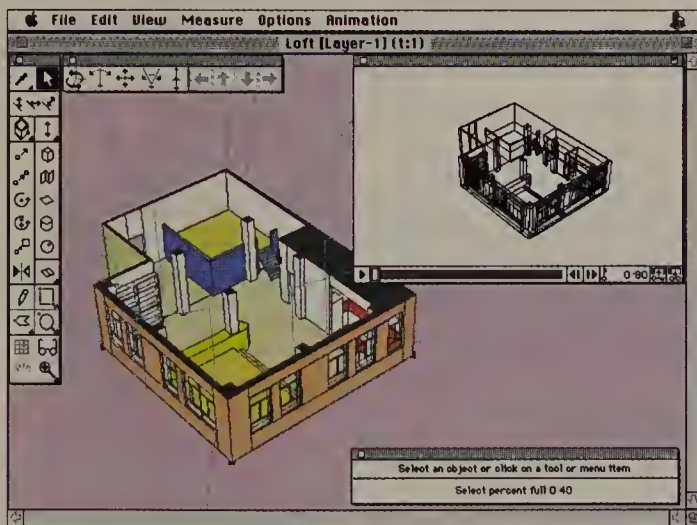 File Edit View Measure Options Animation
Loft [Layer-1] (1:1)
0-80
Select an object or click on a tool or menu item
Select percent full 0 40